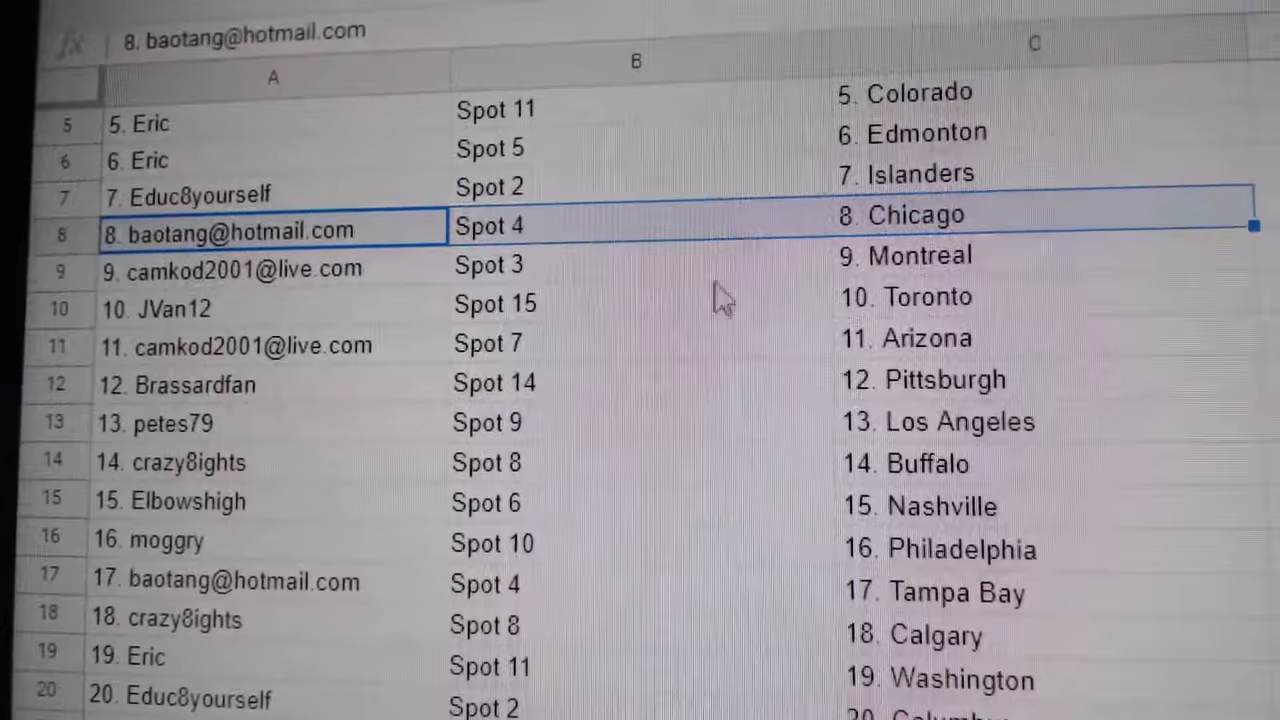 fx 8. baotang@hotmail.com
A B C
5 5. Eric Spot 11 5. Colorado
6 6. Eric Spot 5 6. Edmonton
7 7. Educ8yourself Spot 2 7. Islanders
8 8. baotang@hotmail.com Spot 4 8. Chicago
9 9. camkod2001@live.com Spot 3 9. Montreal
10 10. JVan12 Spot 15 10. Toronto
11 11. camkod2001@live.com Spot 7 11. Arizona
12 12. Brassardfan Spot 14 12. Pittsburgh
13 13. petes79 Spot 9 13. Los Angeles
14 14. crazy8ights Spot 8 14. Buffalo
15 15. Elbowshigh Spot 6 15. Nashville
16 16. moggry Spot 10 16. Philadelphia
17 17. baotang@hotmail.com Spot 4 17. Tampa Bay
18 18. crazy8ights Spot 8 18. Calgary
19 19. Eric Spot 11 19. Washington
20 20. Educ8yourself Spot 2 20.